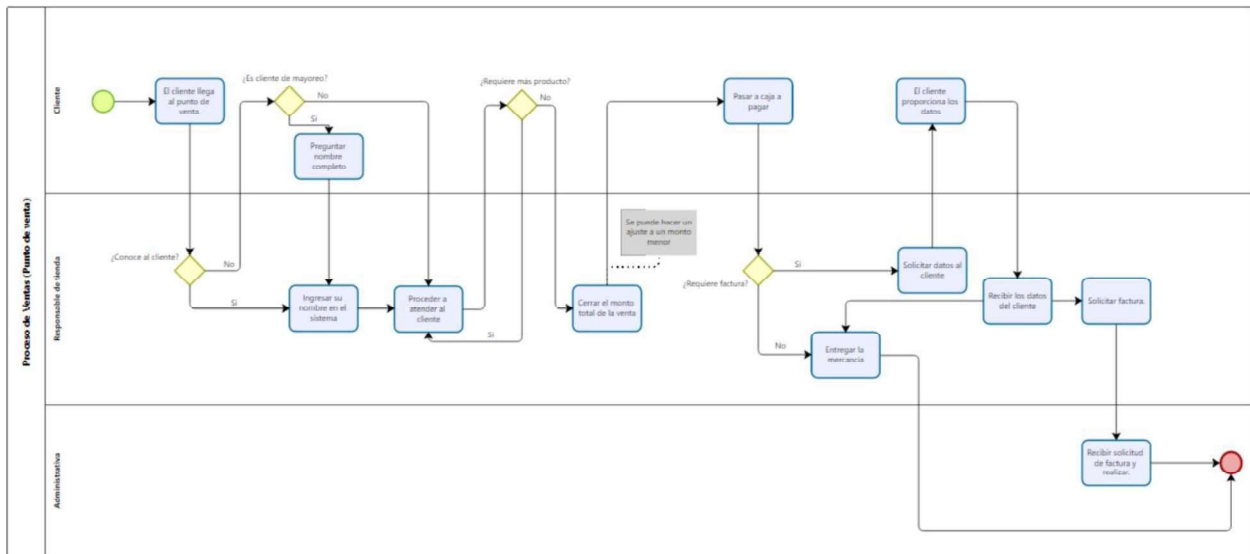 Proceso de Ventas (Punto de venta)
Cliente
El cliente llega
al punto de
venta.
¿Es cliente de mayoreo?
No
Si
Preguntar
nombre
completo
¿Requiere más producto?
No
Si
Pasar a caja a
pagar
El cliente
proporciona los
datos
Responsable de tienda
¿Conoce al cliente?
No
Si
Ingresar su
nombre en el
sistema
Proceder a
atender al
cliente
Se puede hacer un
ajuste a un monto
menor
Cerrar el monto
total de la venta
¿Requiere factura?
Si
No
Solicitar datos al
cliente
Recibir los datos
del cliente
Solicitar factura.
Entregar la
mercancía
Administrativa
Recibir solicitud
de factura y
realizar.